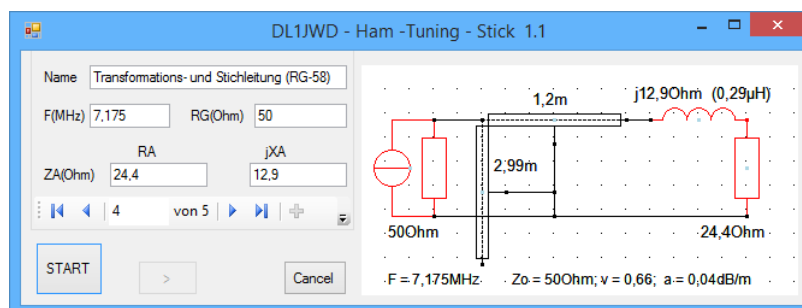 DL1JWD - Ham -Tuning - Stick 1.1
Name Transformations- und Stichleitung (RG-58)
F(MHz) 7,175 RG(Ohm) 50
RA jXA
ZA(Ohm) 24,4 12,9
4 von 5
START > Cancel
1,2m j12,9Ohm (0,29µH)
2,99m
50Ohm 24,4Ohm
F = 7,175MHz Zo = 50Ohm; v = 0,66; a = 0,04dB/m